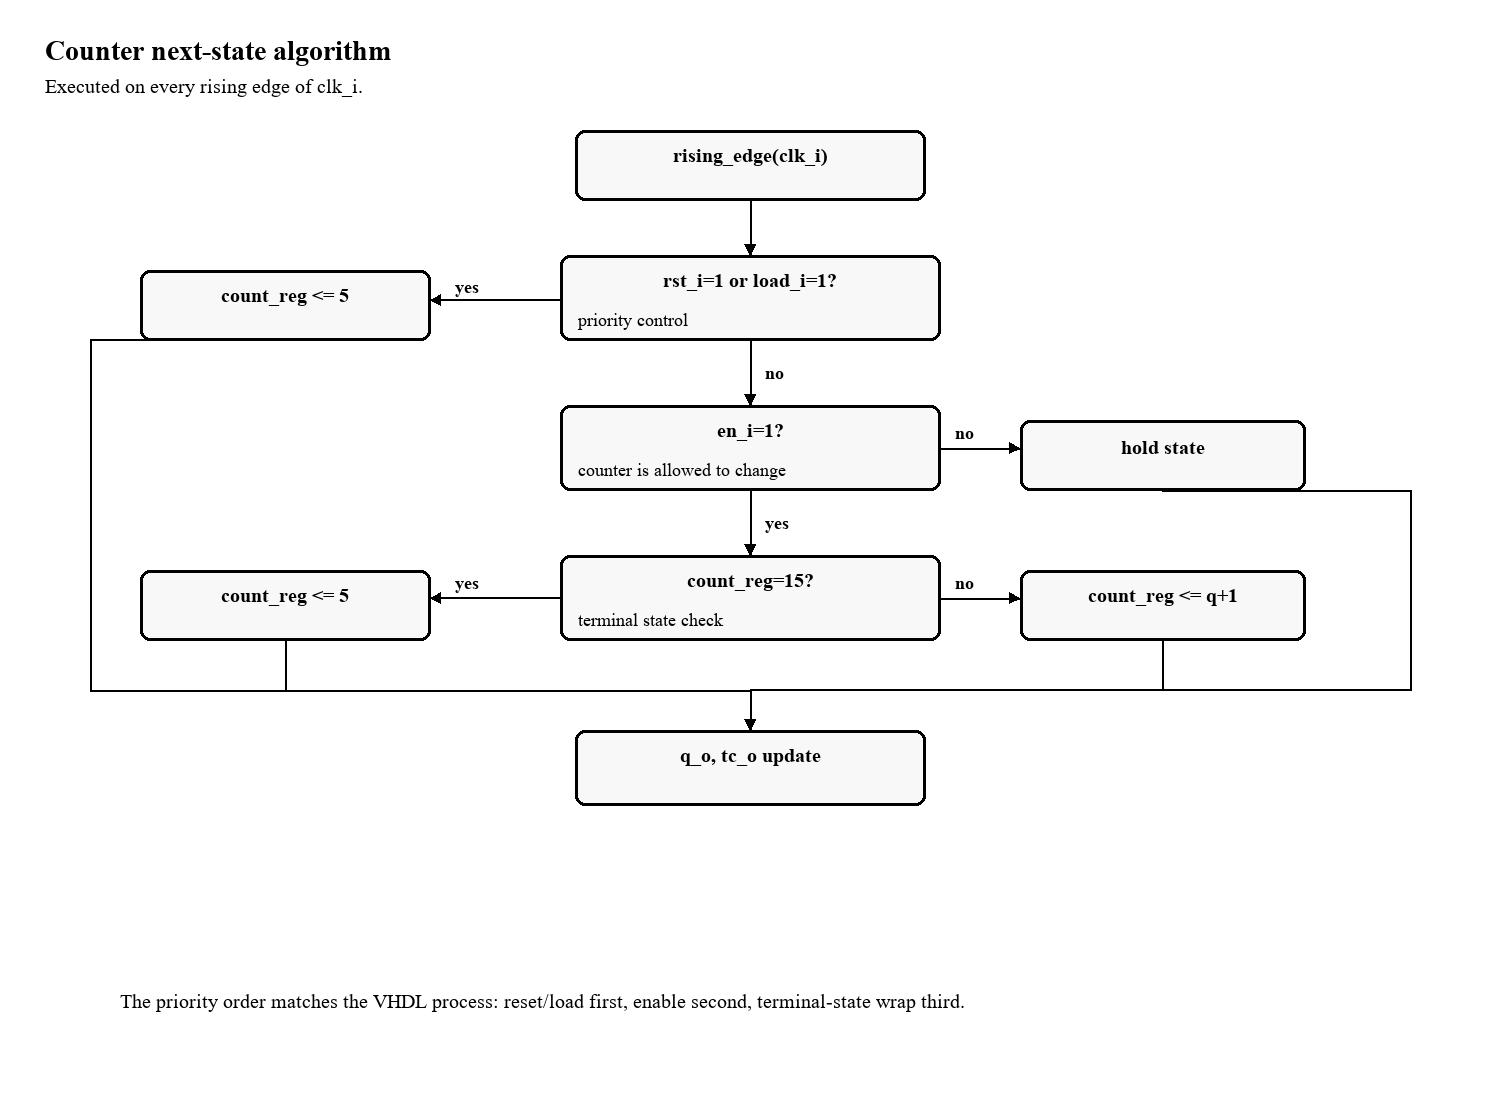 Counter next-state algorithm
Executed on every rising edge of clk_i.
rising_edge(clk_i)
rst_i=1 or load_i=1?
priority control
yes
count_reg <= 5
no
en_i=1?
counter is allowed to change
no
hold state
yes
count_reg=15?
terminal state check
yes
count_reg <= 5
no
count_reg <= q+1
q_o, tc_o update
The priority order matches the VHDL process: reset/load first, enable second, terminal-state wrap third.